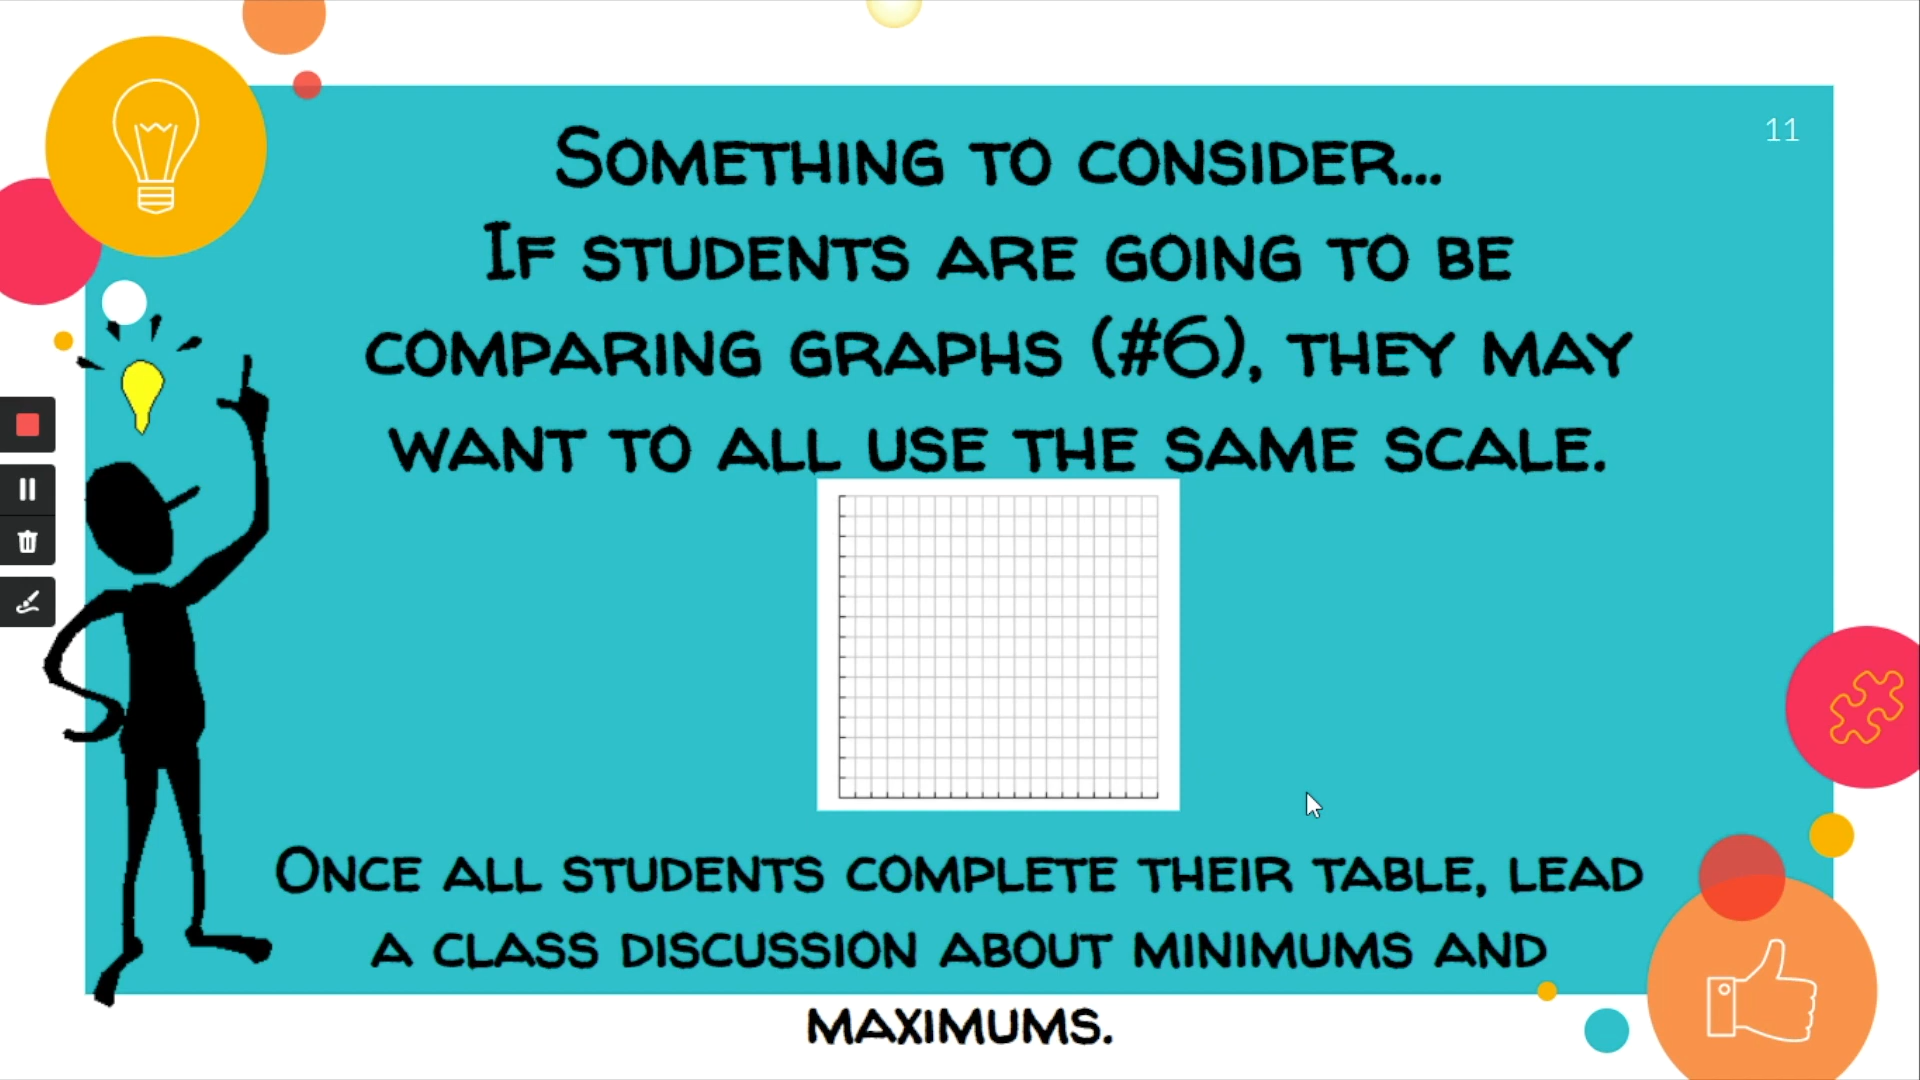 11
Something to consider...
If students are going to be
comparing graphs (#6), they may
want to all use the same scale.
Once all students complete their table, lead
a class discussion about minimums and
maximums.